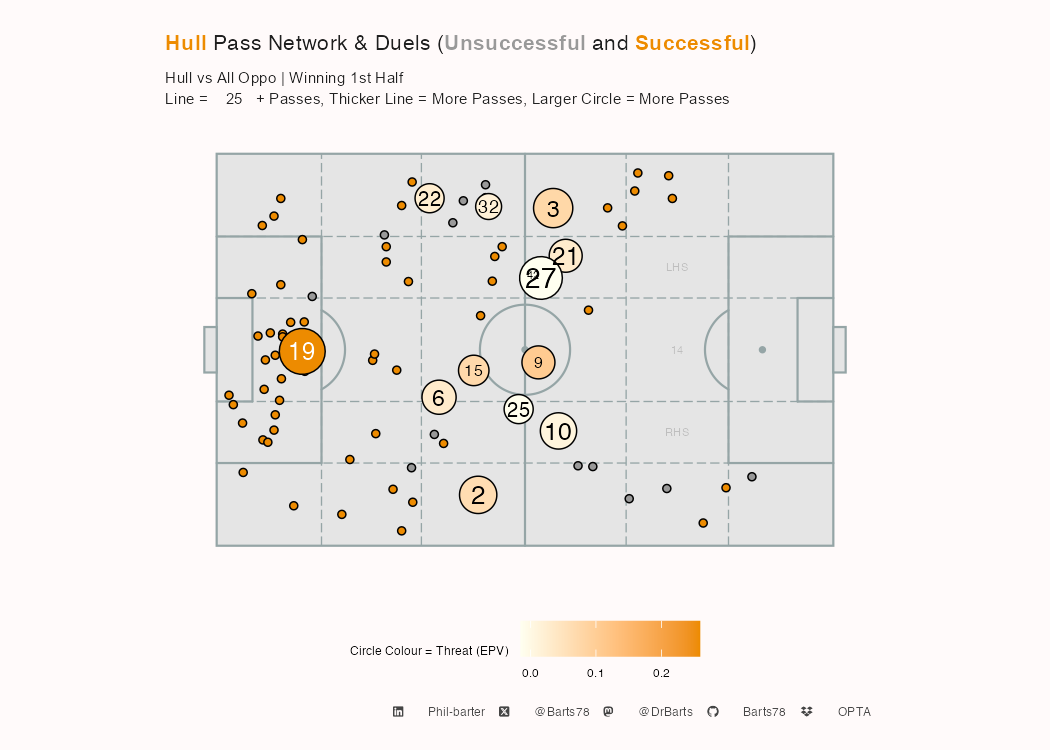 Hull Pass Network & Duels (Unsuccessful and Successful)
Hull vs All Oppo | Winning 1st Half
Line = 25 + Passes, Thicker Line = More Passes, Larger Circle = More Passes
22
32
3
21
27
LHS
19
14
9
15
6
25
10
RHS
2
Circle Colour = Threat (EPV)
0.0 0.1 0.2
Phil-barter @Barts78 @DrBarts Barts78 OPTA